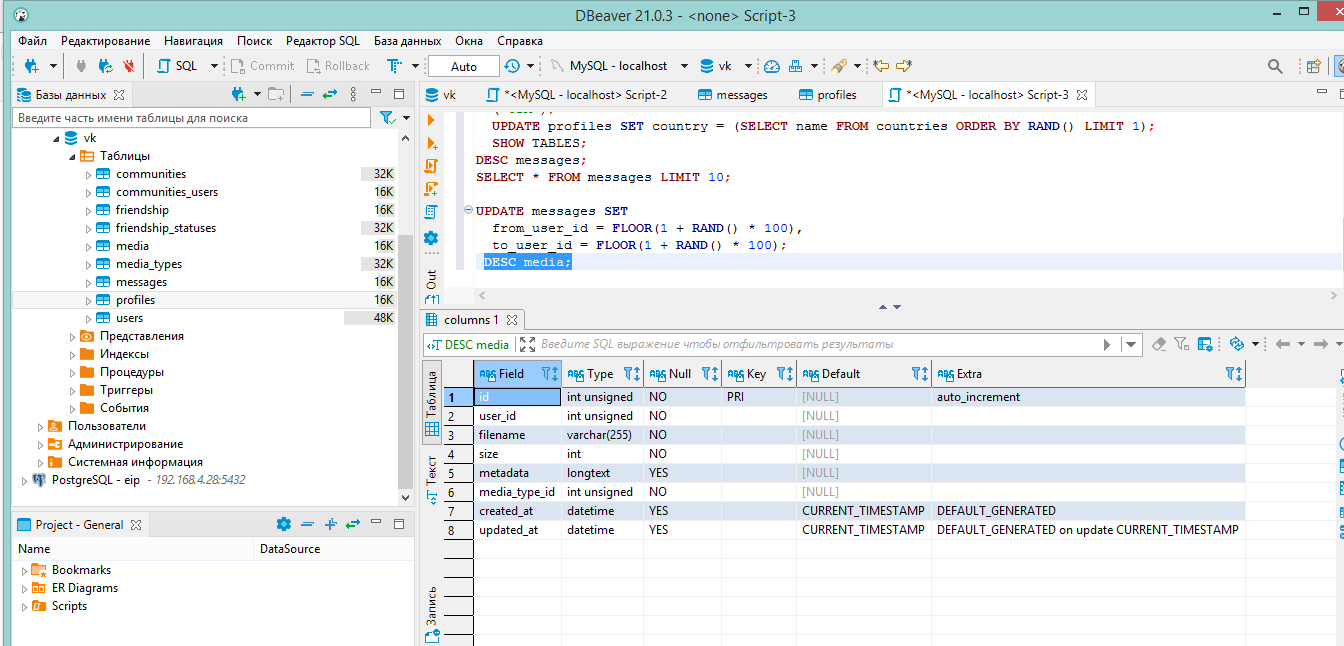 DBeaver 21.0.3 - <none> Script-3
Файл Редактирование Навигация Поиск Редактор SQL База данных Окна Справка
SQL Commit Rollback Auto MySQL - localhost vk
Базы данных
Введите часть имени таблицы для поиска
vk
Таблицы
communities 32K
communities_users 16K
friendship 16K
friendship_statuses 32K
media 16K
media_types 32K
messages 16K
profiles 16K
users 48K
Представления
Индексы
Процедуры
Триггеры
События
Пользователи
Администрирование
Системная информация
PostgreSQL - eip - 192.168.4.28:5432
Project - General
Name DataSource
Bookmarks
ER Diagrams
Scripts
vk *<MySQL - localhost> Script-2 messages profiles *<MySQL - localhost> Script-3
UPDATE profiles SET country = (SELECT name FROM countries ORDER BY RAND() LIMIT 1);
SHOW TABLES;
DESC messages;
SELECT * FROM messages LIMIT 10;
UPDATE messages SET
from_user_id = FLOOR(1 + RAND() * 100),
to_user_id = FLOOR(1 + RAND() * 100);
DESC media;
Out
columns 1
DESC media Введите SQL выражение чтобы отфильтровать результаты
Таблица
Текст
Запись
Field Type Null Key Default Extra
1 id int unsigned NO PRI [NULL] auto_increment
2 user_id int unsigned NO [NULL]
3 filename varchar(255) NO [NULL]
4 size int NO [NULL]
5 metadata longtext YES [NULL]
6 media_type_id int unsigned NO [NULL]
7 created_at datetime YES CURRENT_TIMESTAMP DEFAULT_GENERATED
8 updated_at datetime YES CURRENT_TIMESTAMP DEFAULT_GENERATED on update CURRENT_TIMESTAMP